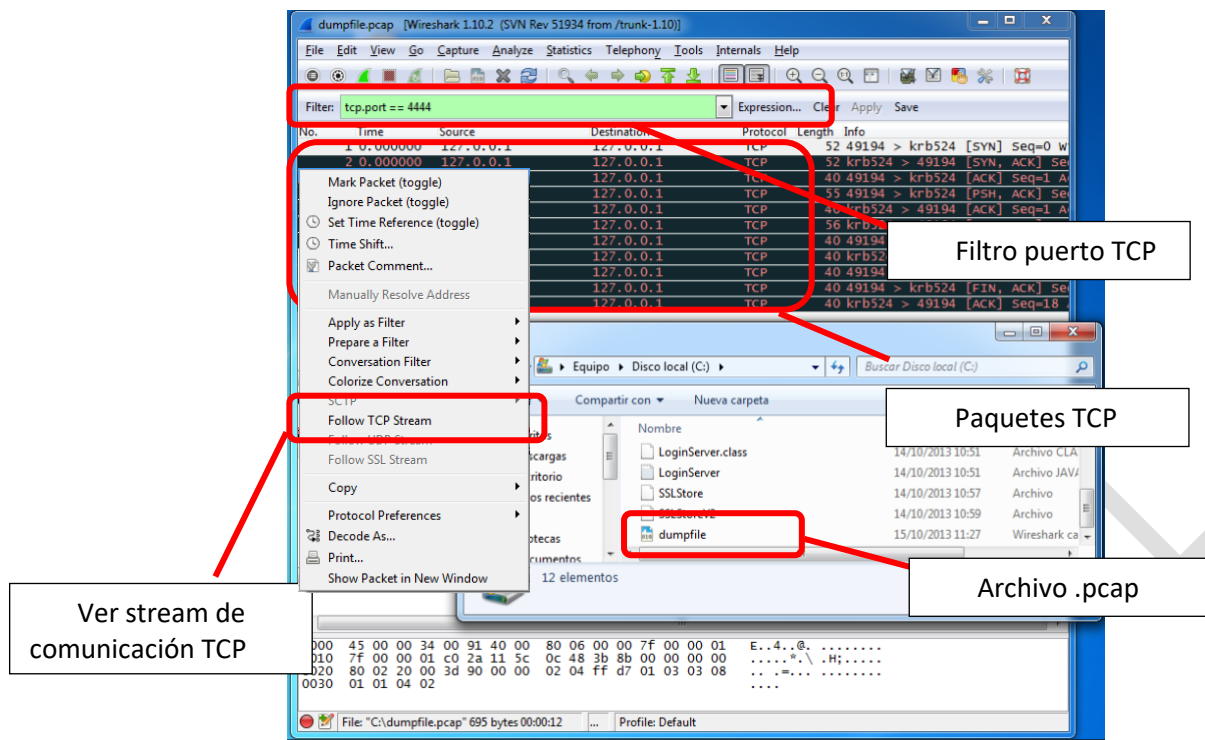 dumpfile.pcap [Wireshark 1.10.2 (SVN Rev 51934 from /trunk-1.10)]
File Edit View Go Capture Analyze Statistics Telephony Tools Internals Help
Filter: tcp.port == 4444 Expression... Clear Apply Save
No. Time Source Destination Protocol Length Info
1 0.000000 127.0.0.1 127.0.0.1 TCP 52 49194 > krb524 [SYN] Seq=0
2 0.000000 127.0.0.1 127.0.0.1 TCP 52 krb524 > 49194 [SYN, ACK]
127.0.0.1 TCP 40 49194 > krb524 [ACK] Seq=1
127.0.0.1 TCP 55 49194 > krb524 [PSH, ACK]
127.0.0.1 TCP 40 krb524 > 49194 [ACK] Seq=1
127.0.0.1 TCP 56
127.0.0.1 TCP 40 49194
127.0.0.1 TCP 40
127.0.0.1 TCP 40 49194
127.0.0.1 TCP 40 49194 > krb524 [FIN, ACK]
127.0.0.1 TCP 40 krb524 > 49194 [ACK] Seq=18
Mark Packet (toggle)
Ignore Packet (toggle)
Set Time Reference (toggle)
Time Shift...
Packet Comment...
Manually Resolve Address
Apply as Filter
Prepare a Filter
Conversation Filter
Colorize Conversation
SCTP
Follow TCP Stream
Follow UDP Stream
Follow SSL Stream
Copy
Protocol Preferences
Decode As...
Print...
Show Packet in New Window
Filtro puerto TCP
Equipo Disco local (C:) Buscar Disco local (C:)
Compartir con Nueva carpeta
Nombre
LoginServer.class 14/10/2013 10:51 Archivo CLA
LoginServer 14/10/2013 10:51 Archivo JAVA
SSLStore 14/10/2013 10:57 Archivo
SSLStoreV2 14/10/2013 10:59 Archivo
dumpfile 15/10/2013 11:27 Wireshark ca
12 elementos
Paquetes TCP
Archivo .pcap
Ver stream de
comunicación TCP
45 00 00 34 00 91 40 00 80 06 00 00 7f 00 00 01 E..4..@. ........
7f 00 00 01 c0 2a 11 5c 0c 48 3b 8b 00 00 00 00 .....*.\ .H;.....
80 02 20 00 3d 90 00 00 02 04 ff d7 01 03 03 08 .. .=... ........
0030 01 01 04 02 ....
File: "C:\dumpfile.pcap" 695 bytes 00:00:12 ... Profile: Default